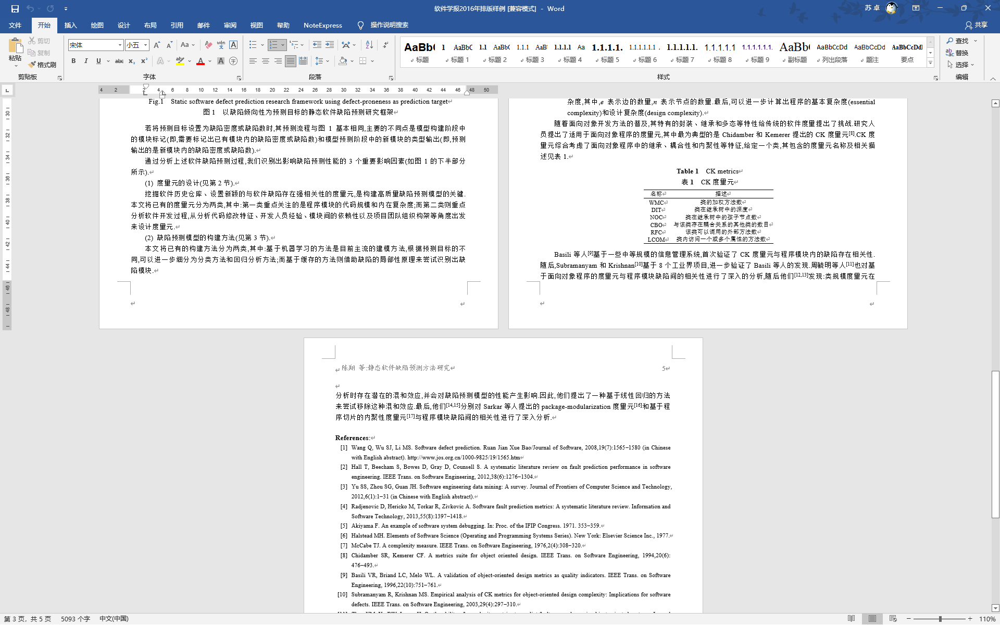 软件学报2016年排版样例 [兼容模式] - Word
苏 卓
文件 开始 插入 绘图 设计 布局 引用 邮件 审阅 视图 帮助 NoteExpress 操作说明搜索 共享
粘贴 剪切 复制 格式刷 剪贴板
宋体 小五 字体
段落
AaBb( 标题
1 AaBbC 标题 1
1.1 AaBbC 标题 2
1.1.1 AaB 标题 3
1.1.1.1 Aa 标题 4
1.1.1.1. 标题 5
1.1.1.1.1.1 . 标题 6
1.1.1.1.1. 标题 7
1.1.1.1.1 标题 8
1.1.1.1.1.1. 标题 9
AaBb( 副标题
AaBbCcDd 列出段落
AaBbCcDd 题注
AaBbCcDd 要点
样式
查找 替换 选择 编辑
4 2 2 4 6 8 10 12 14 16 18 20 22 24 26 28 30 32 34 36 38 40 42 44 46 48 50
30 32 34 36 38 40 42 44 46 48
Fig.1 Static software defect prediction research framework using defect-proneness as prediction target
图 1 以缺陷倾向性为预测目标的静态软件缺陷预测研究框架
若将预测目标设置为缺陷密度或缺陷数时,其预测流程与图 1 基本相同,主要的不同点是模型构建阶段中
的模块标记(即,需要标记出已有模块内的缺陷密度或缺陷数)和模型预测阶段中的新模块的类型输出(即,预测
输出的是新模块内的缺陷密度或缺陷数).
通过分析上述软件缺陷预测过程,我们识别出影响缺陷预测性能的 3 个重要影响因素(如图 1 的下半部分
所示).
(1) 度量元的设计(见第 2 节).
挖掘软件历史仓库、设置新颖的与软件缺陷存在强相关性的度量元,是构建高质量缺陷预测模型的关键.
本文将已有的度量元分为两类,其中:第一类重点关注的是程序模块的代码规模和内在复杂度;而第二类则重点
分析软件开发过程,从分析代码修改特征、开发人员经验、模块间的依赖性以及项目团队组织构架等角度出发
来设计度量元.
(2) 缺陷预测模型的构建方法(见第 3 节).
本文将已有的构建方法分为两类,其中:基于机器学习的方法是目前主流的建模方法,根据预测目标的不
同,可以进一步细分为分类方法和回归分析方法;而基于缓存的方法则借助缺陷的局部性原理来尝试识别出缺
陷模块.
杂度,其中,e 表示边的数量,n 表示节点的数量.最后,可以进一步计算出程序的基本复杂度(essential
complexity)和设计复杂度(design complexity).
随着面向对象开发方法的普及,其特有的封装、继承和多态等特性给传统的软件度量提出了挑战.研究人
员提出了适用于面向对象程序的度量元,其中最为典型的是 Chidamber 和 Kemerer 提出的 CK 度量元[8].CK 度
量元综合考虑了面向对象程序中的继承、耦合性和内聚性等特征,给定一个类,其包含的度量元名称及相关描
述见表 1.
Table 1 CK metrics
表 1 CK 度量元
名称 描述
WMC 类的加权方法数
DIT 类在继承树中的深度
NOC 类在继承树中的孩子节点数
CBO 与该类存在耦合关系的其他类的数目
RFC 该类可以调用的外部方法数
LCOM 类内访问一个或多个属性的方法数
Basili 等人[9]基于一些中等规模的信息管理系统,首次验证了 CK 度量元与程序模块内的缺陷存在相关性.
随后,Subramanyam 和 Krishnan[10]基于 8 个工业界项目,进一步验证了 Basili 等人的发现.周毓明等人[11]也对基
于面向对象程序的度量元与程序模块缺陷间的相关性进行了深入的分析,随后他们[12,13]发现:类规模度量元在
陈翔 等:静态软件缺陷预测方法研究 5
分析时存在潜在的混和效应,并会对缺陷预测模型的性能产生影响.因此,他们提出了一种基于线性回归的方法
来尝试移除这种混和效应.最后,他们[14,15]分别对 Sarkar 等人提出的 package-modularization 度量元[16]和基于程
序切片的内聚性度量元[17]与程序模块缺陷间的相关性进行了深入分析.
References:
[1] Wang Q, Wu SJ, Li MS. Software defect prediction. Ruan Jian Xue Bao/Journal of Software, 2008,19(7):1565–1580 (in Chinese
with English abstract). http://www.jos.org.cn/1000-9825/19/1565.htm
[2] Hall T, Beecham S, Bowes D, Gray D, Counsell S. A systematic literature review on fault prediction performance in software
engineering. IEEE Trans. on Software Engineering, 2012,38(6):1276–1304.
[3] Yu SS, Zhou SG, Guan JH. Software engineering data mining: A survey. Journal of Frontiers of Computer Science and Technology,
2012,6(1):1–31 (in Chinese with English abstract).
[4] Radjenovic D, Hericko M, Torkar R, Zivkovic A. Software fault prediction metrics: A systematic literature review. Information and
Software Technology, 2013,55(8):1397–1418.
[5] Akiyama F. An example of software system debugging. In: Proc. of the IFIP Congress. 1971. 353–359.
[6] Halstead MH. Elements of Software Science (Operating and Programming Systems Series). New York: Elsevier Science Inc., 1977.
[7] McCabe TJ. A complexity measure. IEEE Trans. on Software Engineering, 1976,2(4):308–320.
[8] Chidamber SR, Kemerer CF. A metrics suite for object oriented design. IEEE Trans. on Software Engineering, 1994,20(6):
476–493.
[9] Basili VR, Briand LC, Melo WL. A validation of object-oriented design metrics as quality indicators. IEEE Trans. on Software
Engineering, 1996,22(10):751–761.
[10] Subramanyam R, Krishnan MS. Empirical analysis of CK metrics for object-oriented design complexity: Implications for software
defects. IEEE Trans. on Software Engineering, 2003,29(4):297–310.
第 3 页, 共 5 页 5093 个字 中文(中国) 110%